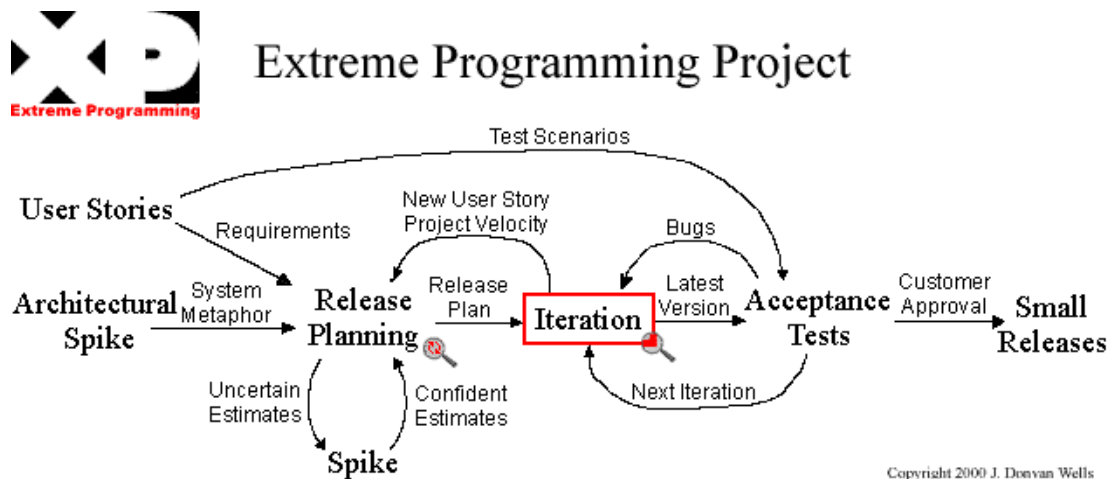 XP
Extreme Programming
Extreme Programming Project
Test Scenarios
User Stories
Requirements
New User Story
Project Velocity
Bugs
Architectural
Spike
System
Metaphor
Release
Planning
Release
Plan
Iteration
Latest
Version
Acceptance
Tests
Customer
Approval
Small
Releases
Uncertain
Estimates
Confident
Estimates
Next Iteration
Spike
Copyright 2000 J. Donvan Wells